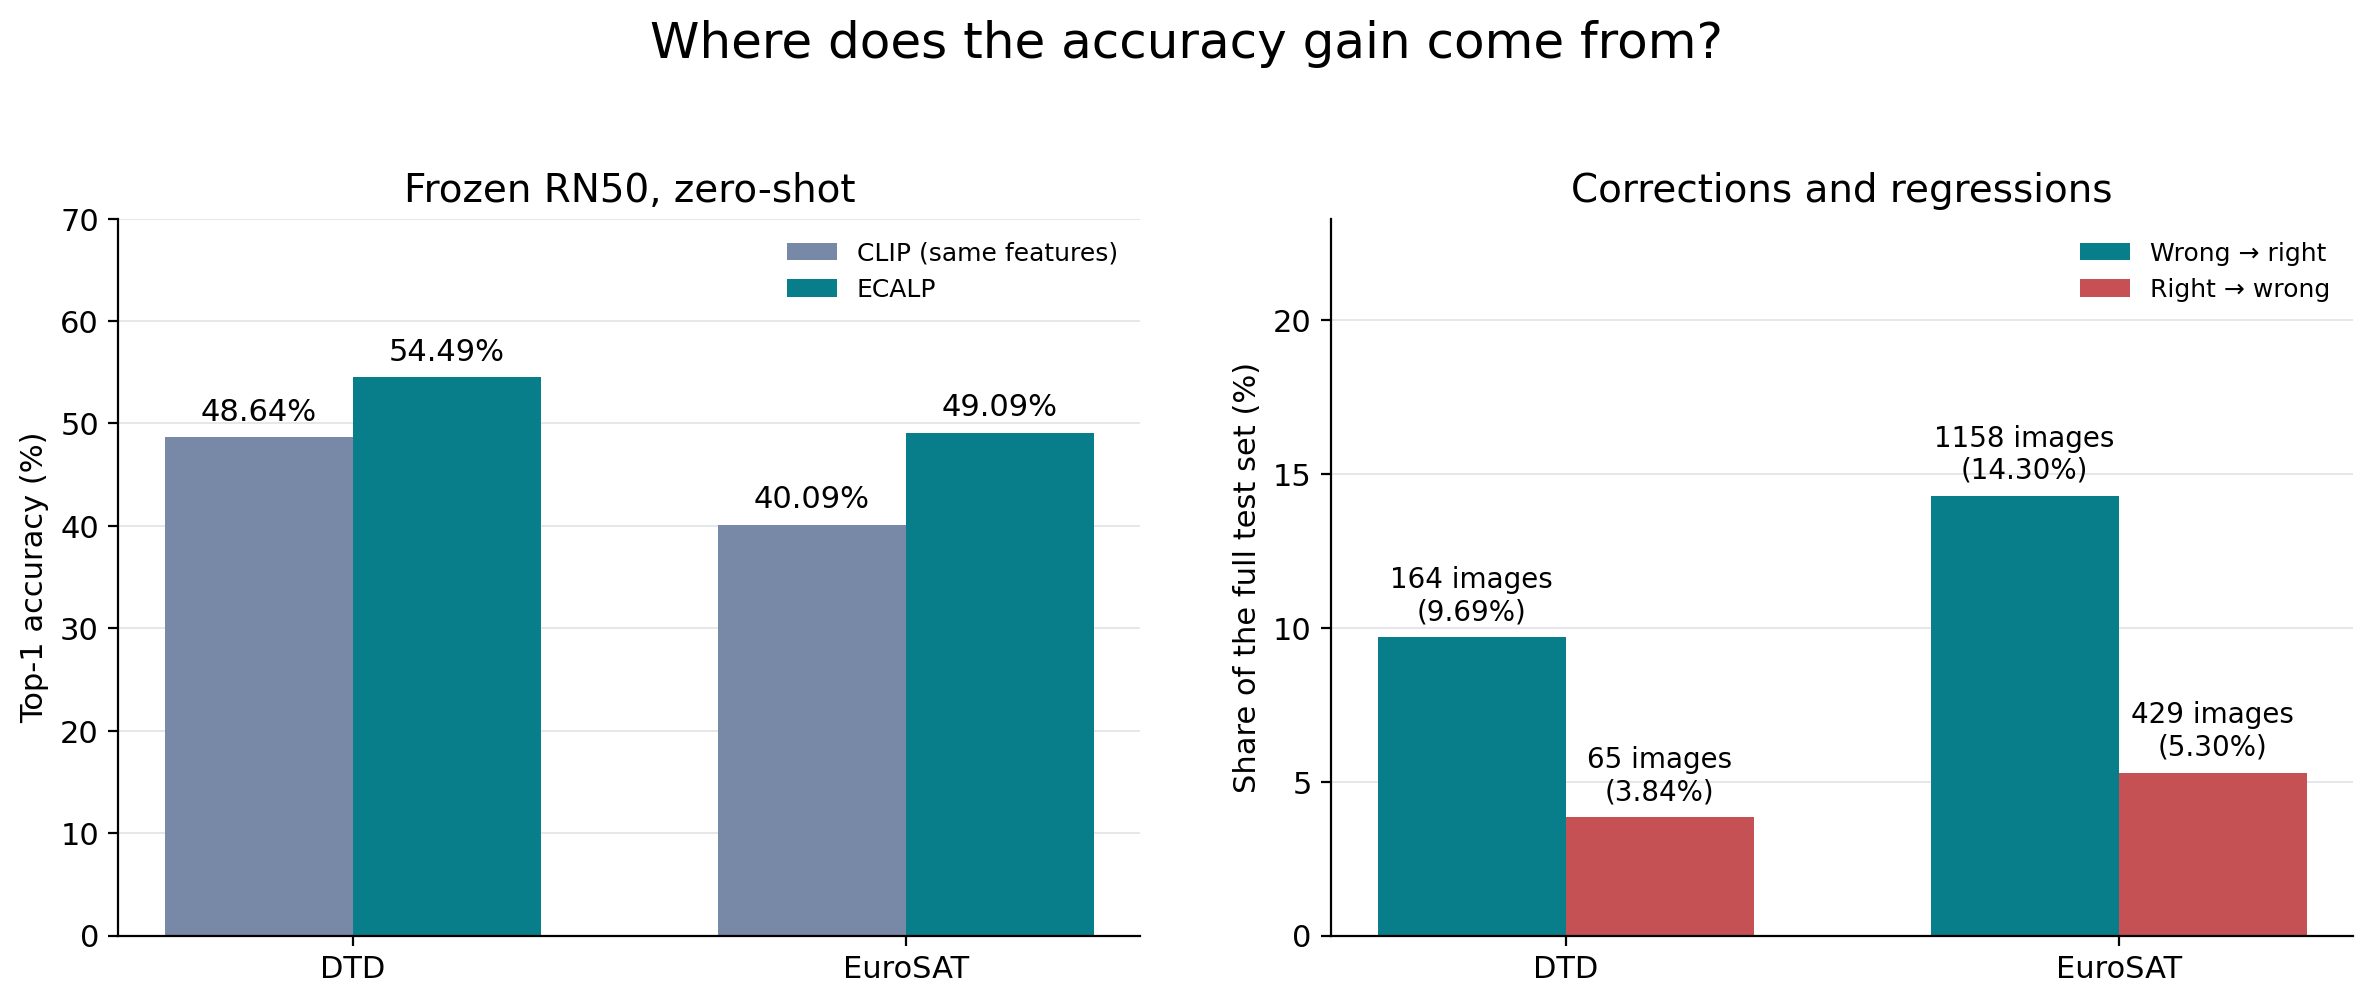 Where does the accuracy gain come from?
Frozen RN50, zero-shot
Top-1 accuracy (%)
70
60
50
40
30
20
10
0
CLIP (same features)
ECALP
48.64%
54.49%
40.09%
49.09%
DTD
EuroSAT
Corrections and regressions
Share of the full test set (%)
20
15
10
5
0
Wrong → right
Right → wrong
164 images
(9.69%)
65 images
(3.84%)
1158 images
(14.30%)
429 images
(5.30%)
DTD
EuroSAT